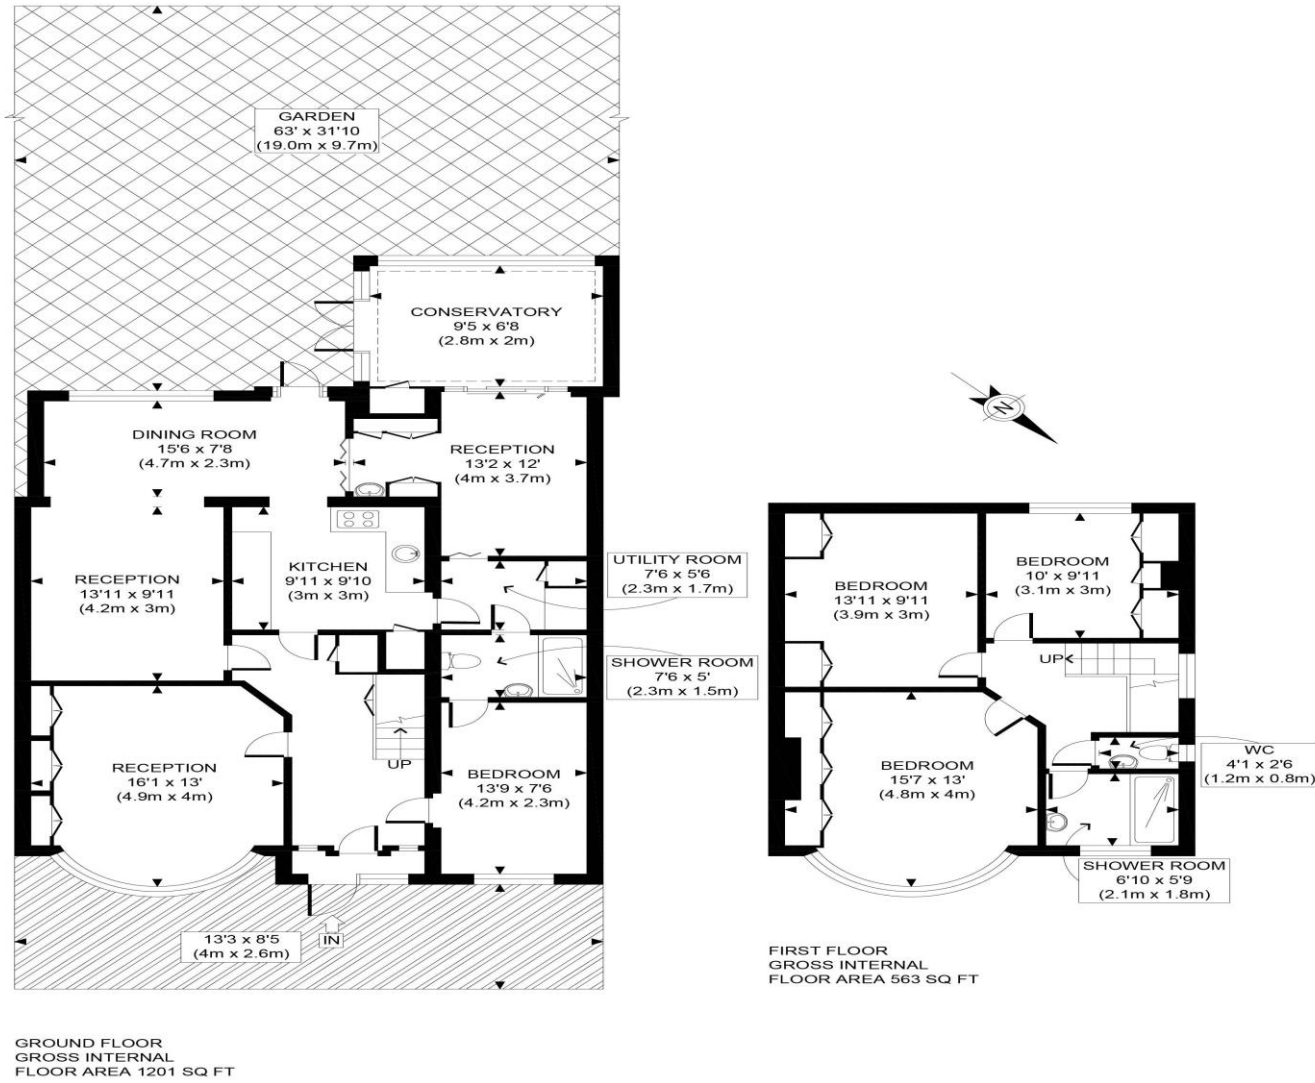 GARDEN
63' x 31'10
(19.0m x 9.7m)
CONSERVATORY
9'5 x 6'8
(2.8m x 2m)
DINING ROOM
15'6 x 7'8
(4.7m x 2.3m)
RECEPTION
13'2 x 12'
(4m x 3.7m)
KITCHEN
9'11 x 9'10
(3m x 3m)
RECEPTION
13'11 x 9'11
(4.2m x 3m)
UTILITY ROOM
7'6 x 5'6
(2.3m x 1.7m)
SHOWER ROOM
7'6 x 5'
(2.3m x 1.5m)
RECEPTION
16'1 x 13'
(4.9m x 4m)
UP
BEDROOM
13'9 x 7'6
(4.2m x 2.3m)
13'3 x 8'5
(4m x 2.6m)
IN
GROUND FLOOR
GROSS INTERNAL
FLOOR AREA 1201 SQ FT
N
BEDROOM
13'11 x 9'11
(3.9m x 3m)
BEDROOM
10' x 9'11
(3.1m x 3m)
UP
BEDROOM
15'7 x 13'
(4.8m x 4m)
WC
4'1 x 2'6
(1.2m x 0.8m)
SHOWER ROOM
6'10 x 5'9
(2.1m x 1.8m)
FIRST FLOOR
GROSS INTERNAL
FLOOR AREA 563 SQ FT